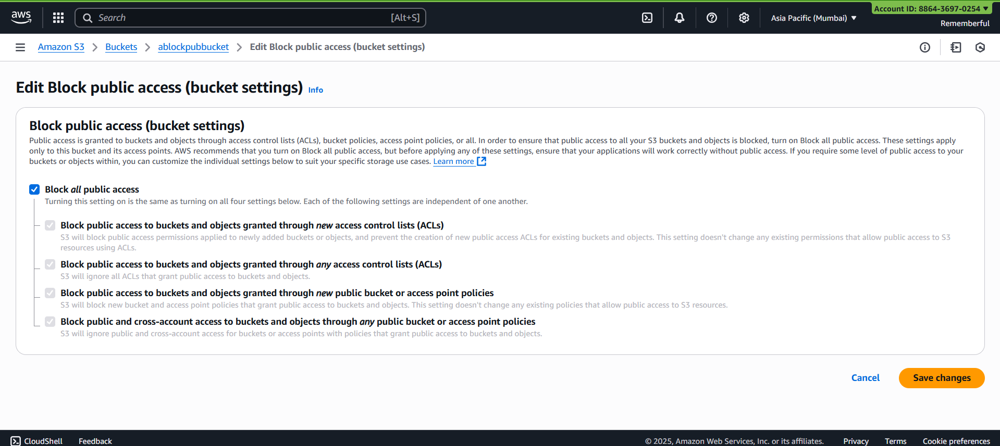 aws
Search
[Alt+S]
Asia Pacific (Mumbai)
Account ID: 8864-3697-0254
Rememberful
Amazon S3
Buckets
ablockpubbucket
Edit Block public access (bucket settings)
Edit Block public access (bucket settings) Info
Block public access (bucket settings)
Public access is granted to buckets and objects through access control lists (ACLs), bucket policies, access point policies, or all. In order to ensure that public access to all your S3 buckets and objects is blocked, turn on Block all public access. These settings apply
only to this bucket and its access points. AWS recommends that you turn on Block all public access, but before applying any of these settings, ensure that your applications will work correctly without public access. If you require some level of public access to your
buckets or objects within, you can customize the individual settings below to suit your specific storage use cases. Learn more
Block all public access
Turning this setting on is the same as turning on all four settings below. Each of the following settings are independent of one another.
Block public access to buckets and objects granted through new access control lists (ACLs)
S3 will block public access permissions applied to newly added buckets or objects, and prevent the creation of new public access ACLs for existing buckets and objects. This setting doesn't change any existing permissions that allow public access to S3
resources using ACLs.
Block public access to buckets and objects granted through any access control lists (ACLs)
S3 will ignore all ACLs that grant public access to buckets and objects.
Block public access to buckets and objects granted through new public bucket or access point policies
S3 will block new bucket and access point policies that grant public access to buckets and objects. This setting doesn't change any existing policies that allow public access to S3 resources.
Block public and cross-account access to buckets and objects through any public bucket or access point policies
S3 will ignore public and cross-account access for buckets or access points with policies that grant public access to buckets and objects.
Cancel
Save changes
CloudShell
Feedback
© 2025, Amazon Web Services, Inc. or its affiliates.
Privacy
Terms
Cookie preferences